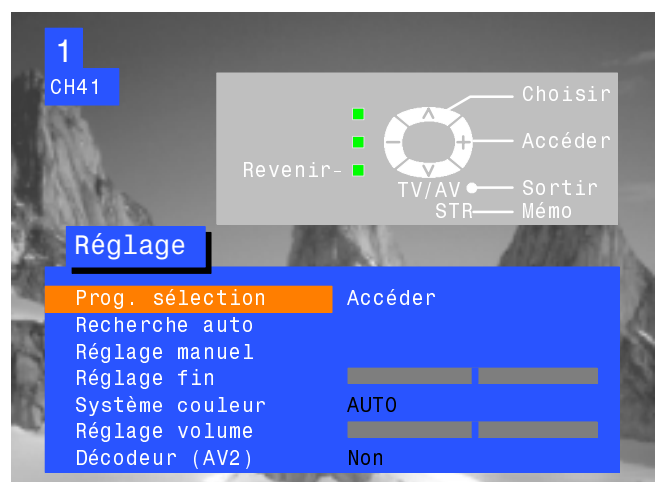 1
CH41
Choisir
Accéder
Revenir-
TV/AV Sortir
STR Mémo
Réglage
Prog. sélection Accéder
Recherche auto
Réglage manuel
Réglage fin
Système couleur AUTO
Réglage volume
Décodeur (AV2) Non